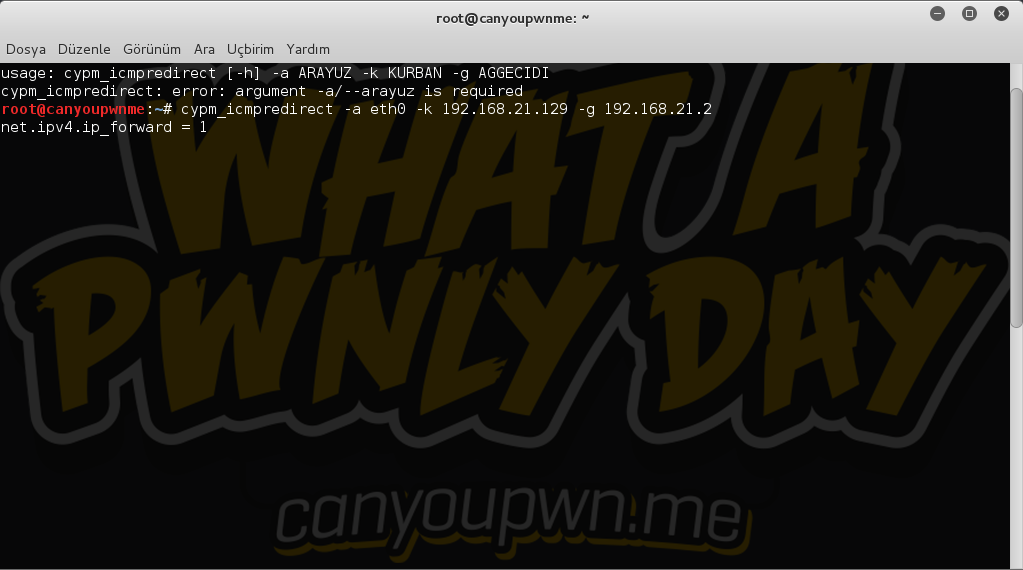 root@canyoupwnme: ~
Dosya Düzenle Görünüm Ara Uçbirim Yardım
usage: cypm_icmpredirect [-h] -a ARAYUZ -k KURBAN -g AGGECIDI
cypm_icmpredirect: error: argument -a/--arayuz is required
root@canyoupwnme:~# cypm_icmpredirect -a eth0 -k 192.168.21.129 -g 192.168.21.2
net.ipv4.ip_forward = 1
WHAT A
PWNLY DAY
canyoupwn.me